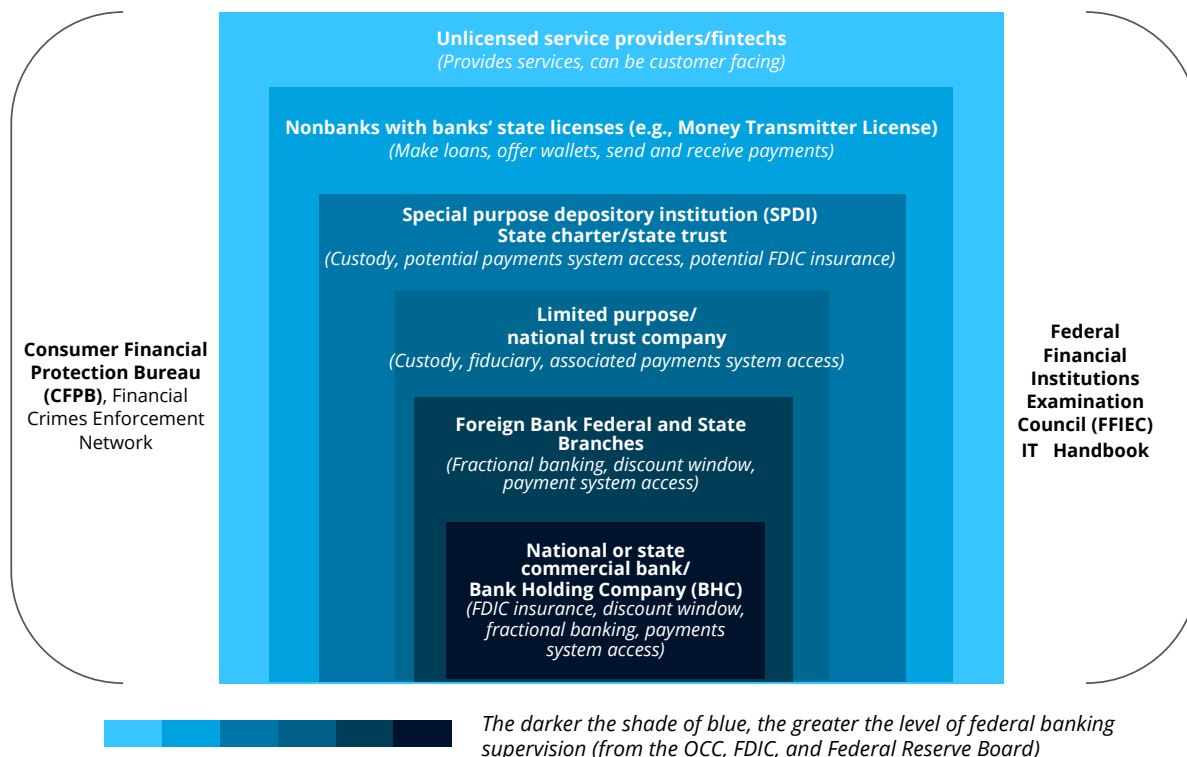 Unlicensed service providers/fintechs
(Provides services, can be customer facing)
Nonbanks with banks’ state licenses (e.g., Money Transmitter License)
(Make loans, offer wallets, send and receive payments)
Special purpose depository institution (SPDI)
State charter/state trust
(Custody, potential payments system access, potential FDIC insurance)
Limited purpose/
national trust company
(Custody, fiduciary, associated payments system access)
Foreign Bank Federal and State
Branches
(Fractional banking, discount window,
payment system access)
National or state
commercial bank/
Bank Holding Company (BHC)
(FDIC insurance, discount window,
fractional banking, payments
system access)
Consumer Financial
Protection Bureau
(CFPB), Financial
Crimes Enforcement
Network
Federal
Financial
Institutions
Examination
Council (FFIEC)
IT Handbook
The darker the shade of blue, the greater the level of federal banking
supervision (from the OCC, FDIC, and Federal Reserve Board)